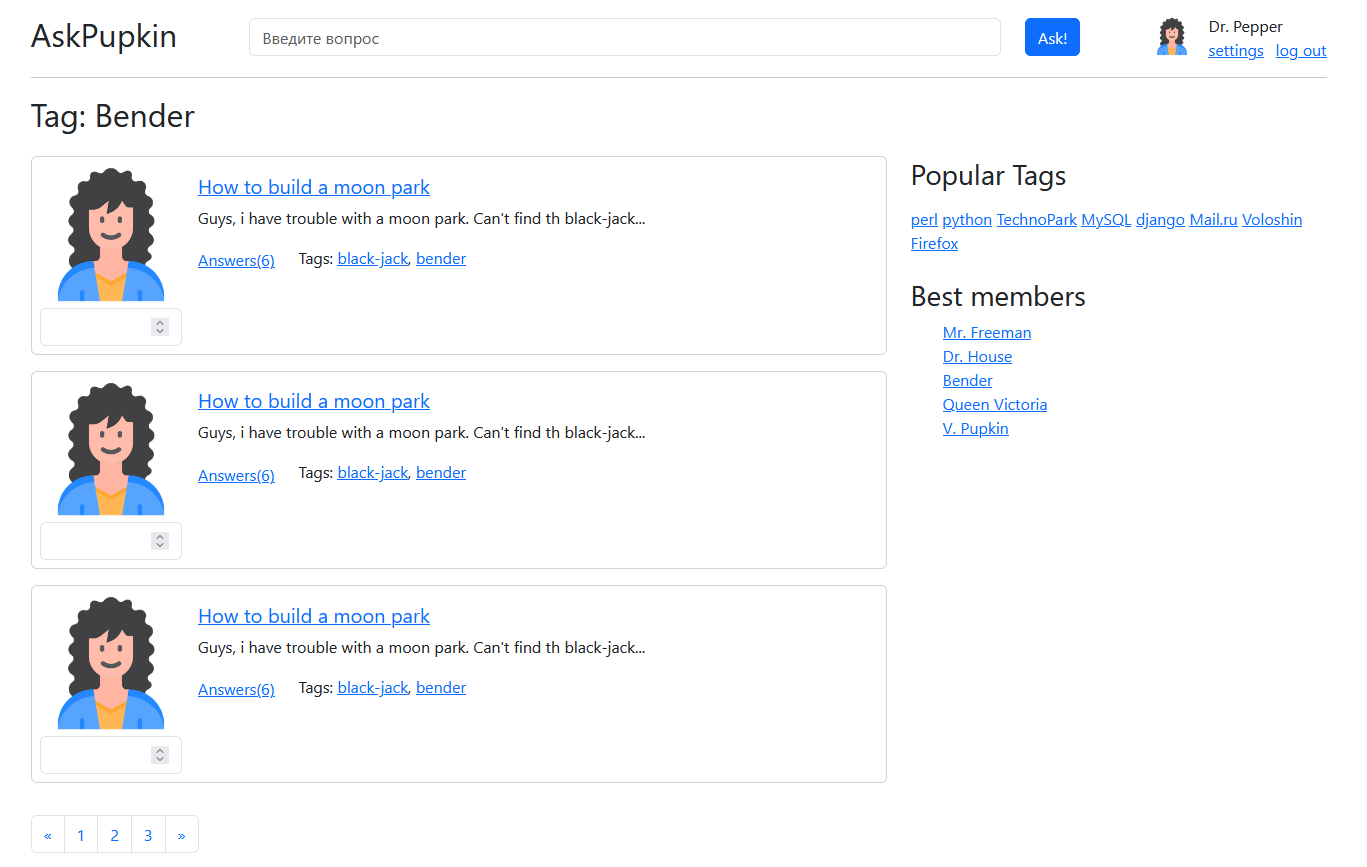 AskPupkin
Введите вопрос
Ask!
Dr. Pepper
settings log out
Tag: Bender
How to build a moon park
Guys, i have trouble with a moon park. Can't find th black-jack...
Answers(6) Tags: black-jack, bender
How to build a moon park
Guys, i have trouble with a moon park. Can't find th black-jack...
Answers(6) Tags: black-jack, bender
How to build a moon park
Guys, i have trouble with a moon park. Can't find th black-jack...
Answers(6) Tags: black-jack, bender
« 1 2 3 »
Popular Tags
perl python TechnoPark MySQL django Mail.ru Voloshin
Firefox
Best members
Mr. Freeman
Dr. House
Bender
Queen Victoria
V. Pupkin